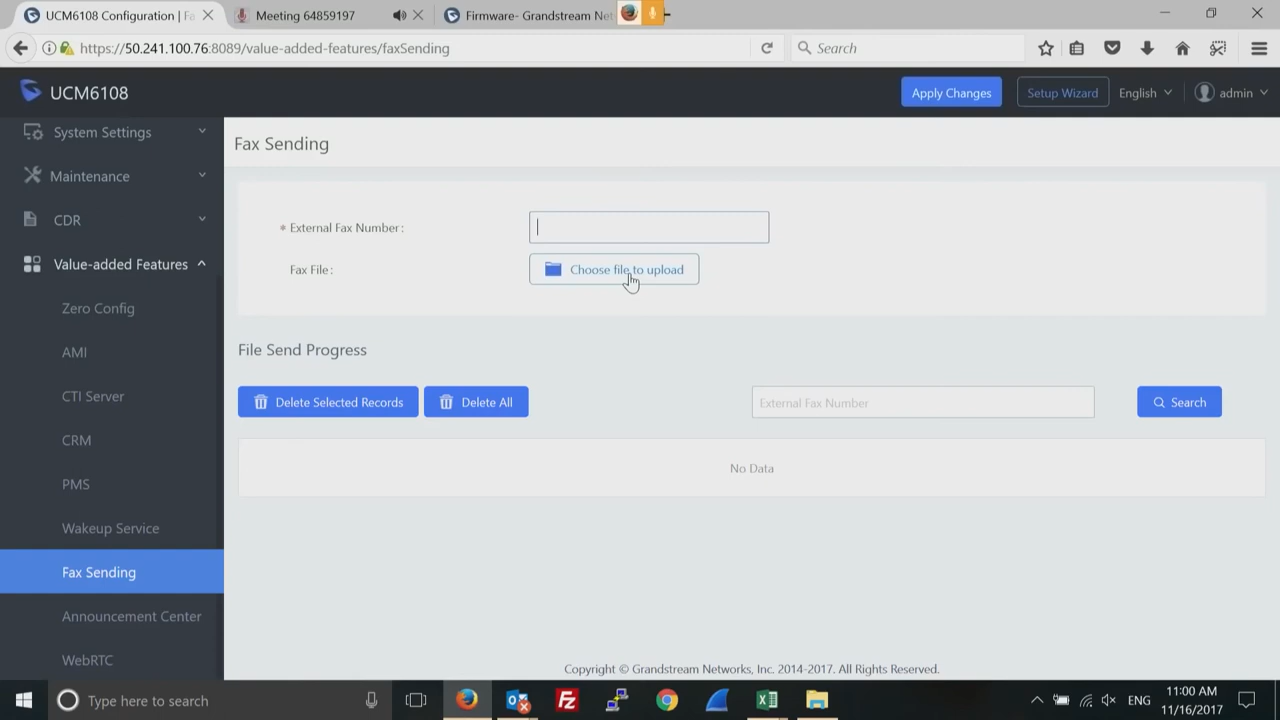 UCM6108 Configuration | Fa
Meeting 64859197
Firmware- Grandstream Net
https://50.241.100.76:8089/value-added-features/faxSending
Search
UCM6108
Apply Changes
Setup Wizard
English
admin
System Settings
Maintenance
CDR
Value-added Features
Zero Config
AMI
CTI Server
CRM
PMS
Wakeup Service
Fax Sending
Announcement Center
WebRTC
Fax Sending
* External Fax Number :
Fax File :
Choose file to upload
File Send Progress
Delete Selected Records
Delete All
External Fax Number
Search
No Data
Copyright © Grandstream Networks, Inc. 2014-2017. All Rights Reserved.
Type here to search
ENG
11:00 AM
11/16/2017